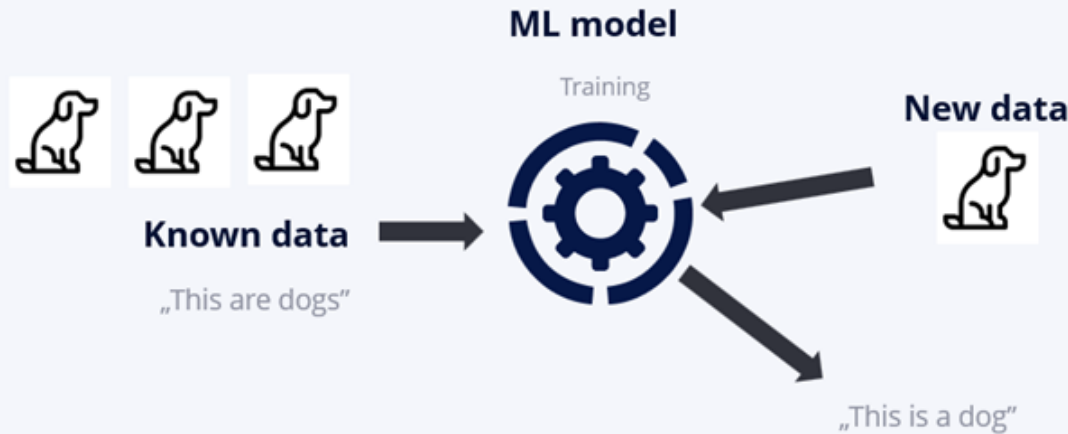 ML model
Training
New data
Known data
„This are dogs”
„This is a dog”